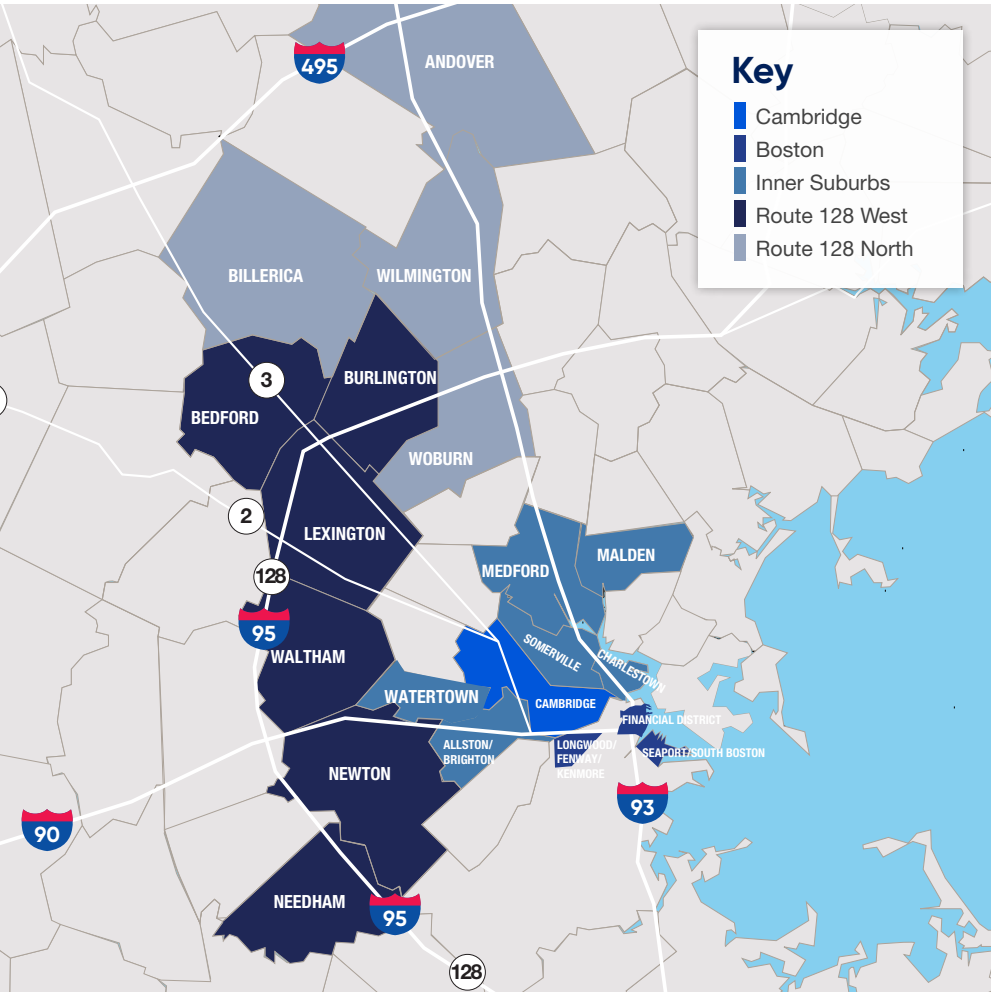 ANDOVER
495
Key
Cambridge
Boston
Inner Suburbs
Route 128 West
Route 128 North
BILLERICA
WILMINGTON
3
BURLINGTON
BEDFORD
WOBURN
2
LEXINGTON
128
MALDEN
MEDFORD
95
WALTHAM
SOMERVILLE
CHARLESTOWN
WATERTOWN
CAMBRIDGE
FINANCIAL DISTRICT
ALLSTON/
BRIGHTON
LONGWOOD/
FENWAY/
KENMORE
SEAPORT/SOUTH BOSTON
NEWTON
93
90
NEEDHAM
95
128